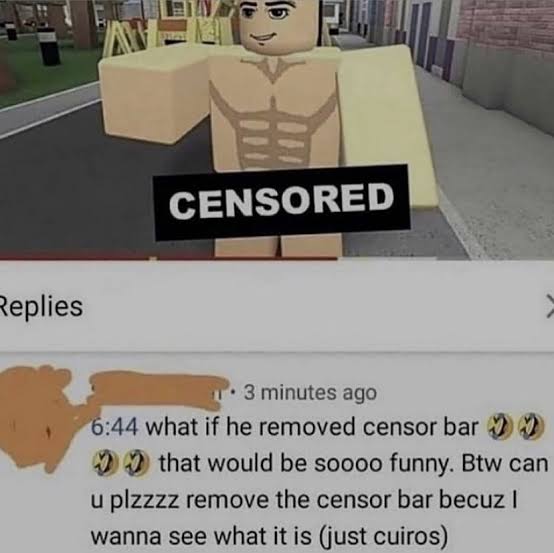 CENSORED
Replies
• 3 minutes ago
6:44 what if he removed censor bar 🤣🤣
🤣🤣 that would be soooo funny. Btw can
u plzzzz remove the censor bar becuz I
wanna see what it is (just cuiros)